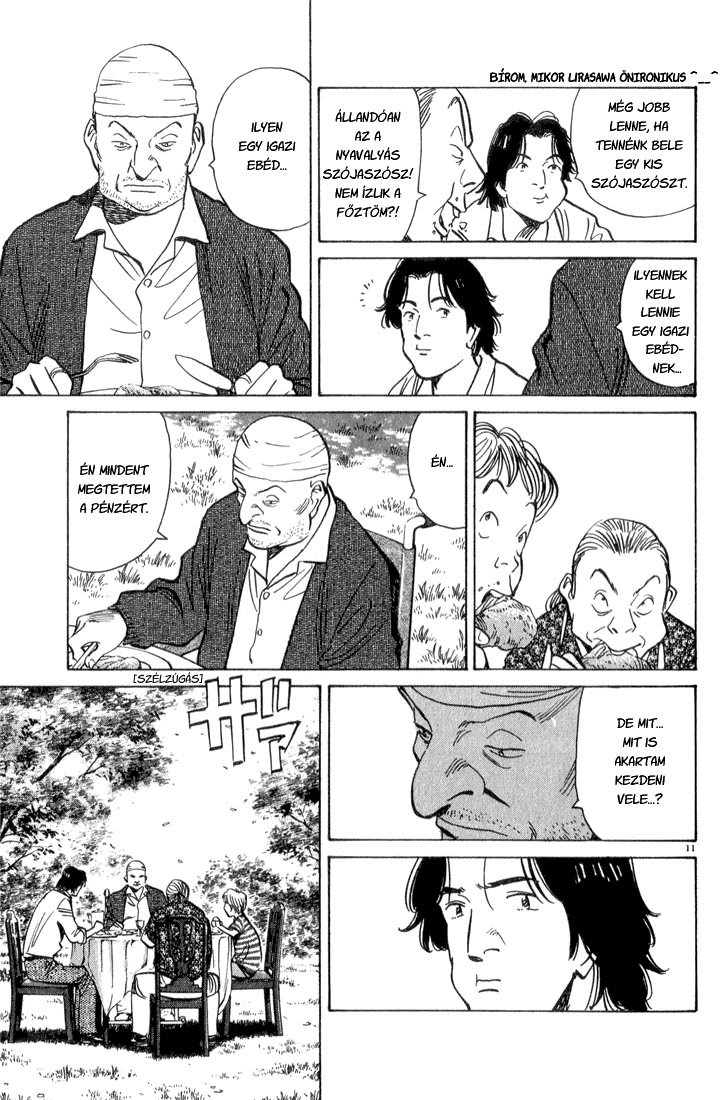 BÍROM, MIKOR URASAWA ÖNIRONIKUS ^__^
MÉG JOBB
LENNE, HA
TENNÉNK BELE
EGY KIS
SZÓJASZÓSZT.
ÁLLANDÓAN
AZ A
NYAVALYÁS
SZÓJASZÓSZ!
NEM ÍZLIK A
FŐZTÖM?!
ILYEN
EGY IGAZI
EBÉD...
ILYENNEK
KELL
LENNIE
EGY IGAZI
EBÉD-
NEK...
ÉN...
ÉN MINDENT
MEGTETTEM
A PÉNZÉRT.
[SZÉLZÚGÁS]
ザァ
DE MIT...
MIT IS
AKARTAM
KEZDENI
VELE...?
11